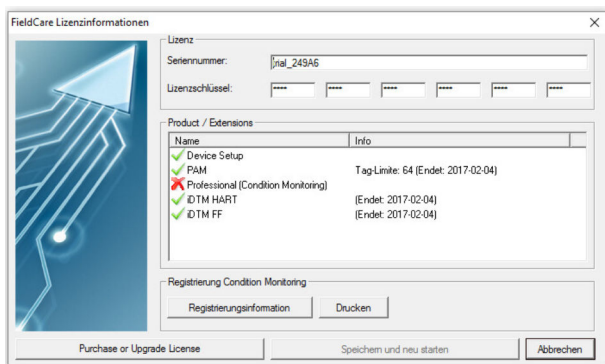 FieldCare Lizenzinformationen
Lizenz
Seriennummer: ;rial_249A6
Lizenzschlüssel: **** **** **** **** **** ****
Product / Extensions
Name Info
Device Setup
PAM Tag-Limite: 64 (Endet: 2017-02-04)
Professional (Condition Monitoring)
iDTM HART (Endet: 2017-02-04)
iDTM FF (Endet: 2017-02-04)
Registrierung Condition Monitoring
Registrierungsinformation Drucken
Purchase or Upgrade License Speichern und neu starten Abbrechen